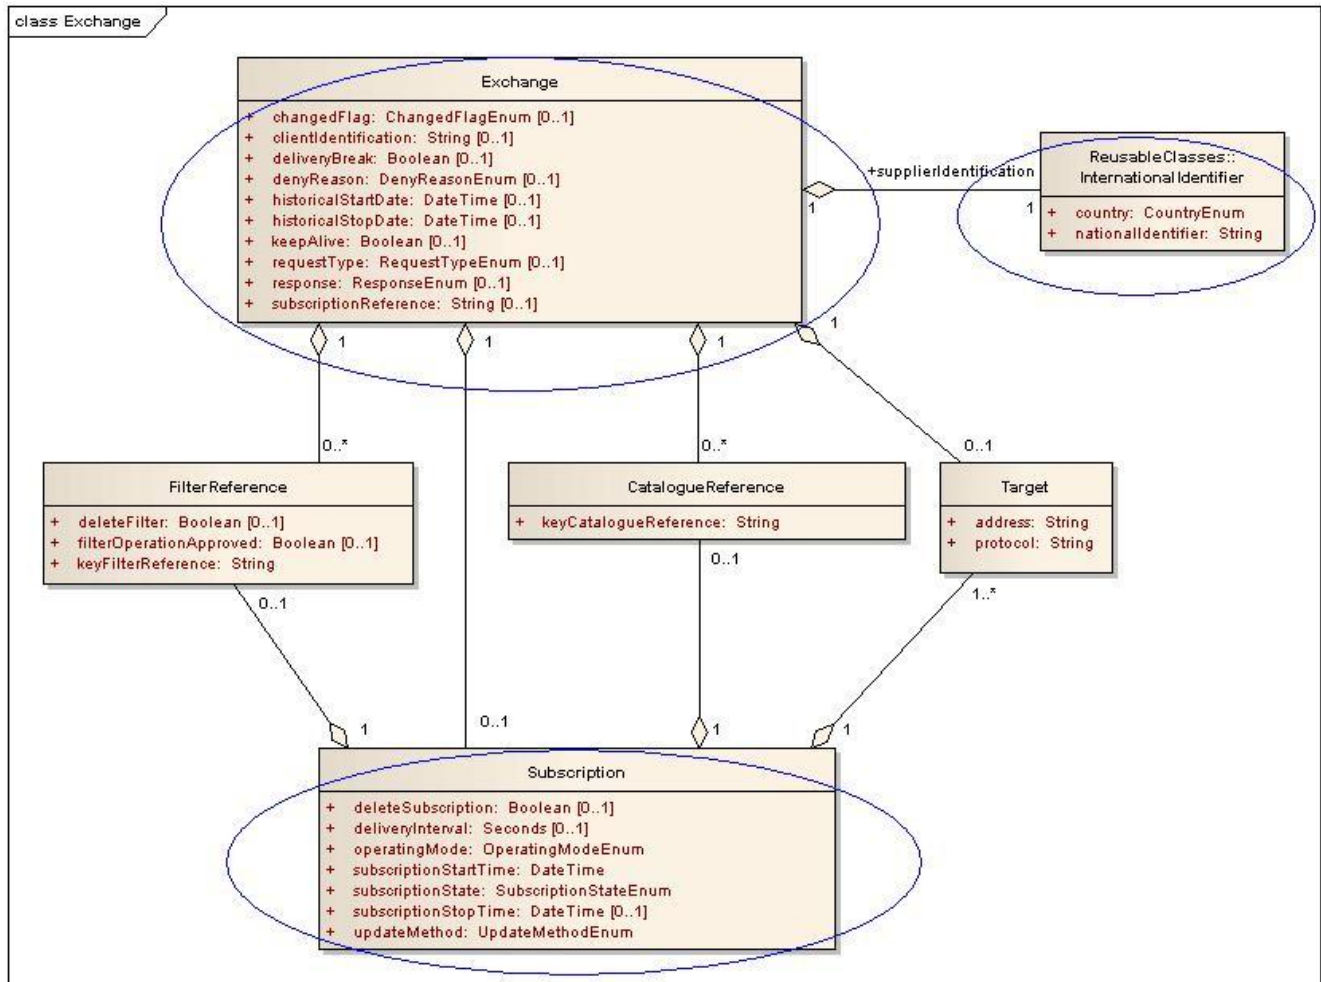 class Exchange
Exchange
+ changedFlag: ChangedFlagEnum [0..1]
+ clientIdentification: String [0..1]
+ deliveryBreak: Boolean [0..1]
+ denyReason: DenyReasonEnum [0..1]
+ historicalStartDate: DateTime [0..1]
+ historicalStopDate: DateTime [0..1]
+ keepAlive: Boolean [0..1]
+ requestType: RequestTypeEnum [0..1]
+ response: ResponseEnum [0..1]
+ subscriptionReference: String [0..1]
+supplierIdentification
1
1
ReusableClasses::
InternationalIdentifier
+ country: CountryEnum
+ nationalIdentifier: String
1
1
1
1
0..*
0..*
0..1
FilterReference
+ deleteFilter: Boolean [0..1]
+ filterOperationApproved: Boolean [0..1]
+ keyFilterReference: String
CatalogueReference
+ keyCatalogueReference: String
Target
+ address: String
+ protocol: String
0..1
0..1
1..*
1
0..1
1
1
Subscription
+ deleteSubscription: Boolean [0..1]
+ deliveryInterval: Seconds [0..1]
+ operatingMode: OperatingModeEnum
+ subscriptionStartTime: DateTime
+ subscriptionState: SubscriptionStateEnum
+ subscriptionStopTime: DateTime [0..1]
+ updateMethod: UpdateMethodEnum